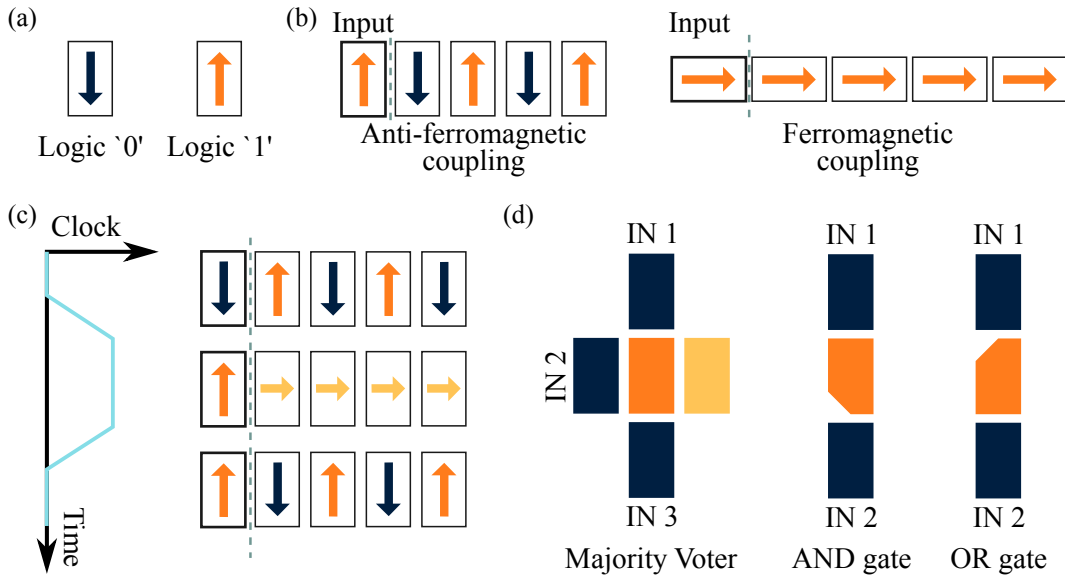 (a)
Logic `0'
Logic `1'
(b)
Input
Anti-ferromagnetic
coupling
Input
Ferromagnetic
coupling
(c)
Clock
Time
(d)
IN 1
IN 2
IN 3
Majority Voter
IN 1
IN 2
AND gate
IN 1
IN 2
OR gate